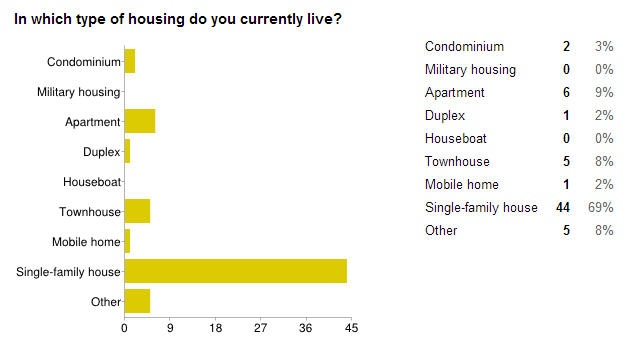 In which type of housing do you currently live?
Condominium
Military housing
Apartment
Duplex
Houseboat
Townhouse
Mobile home
Single-family house
Other
0 9 18 27 36 45
Condominium 2 3%
Military housing 0 0%
Apartment 6 9%
Duplex 1 2%
Houseboat 0 0%
Townhouse 5 8%
Mobile home 1 2%
Single-family house 44 69%
Other 5 8%